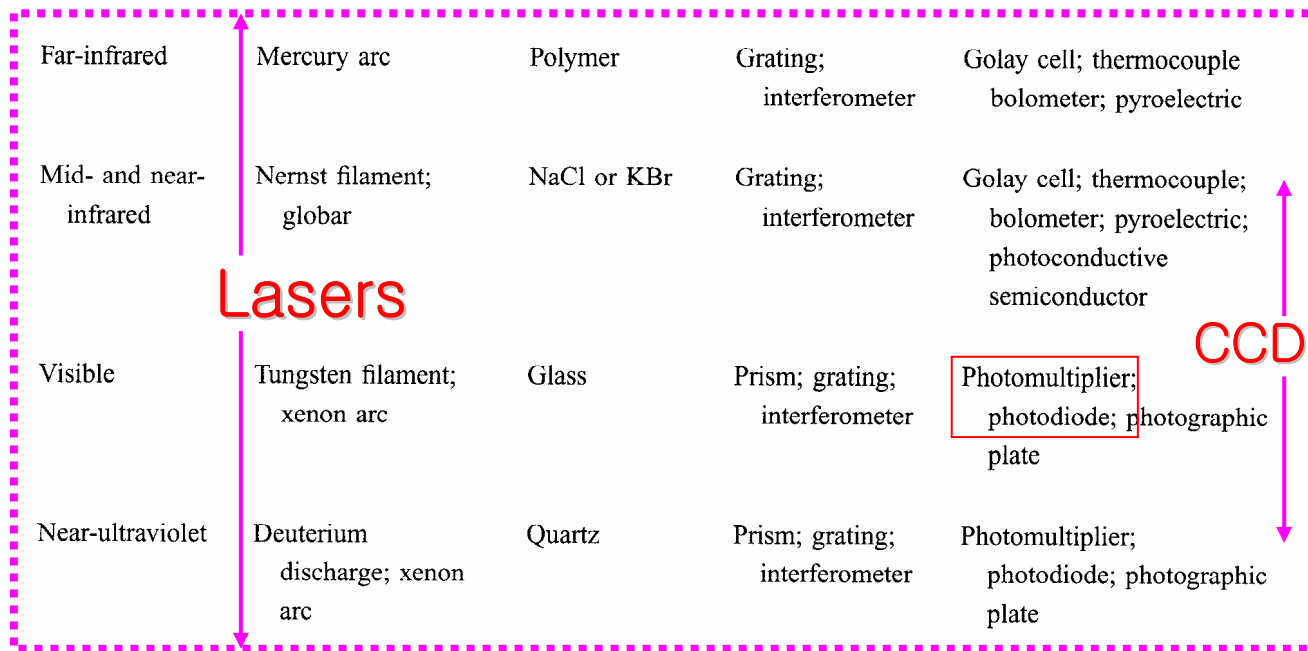 Far-infrared
Mercury arc
Polymer
Grating;
interferometer
Golay cell; thermocouple
bolometer; pyroelectric
Mid- and near-
infrared
Nernst filament;
globar
NaCl or KBr
Grating;
interferometer
Golay cell; thermocouple;
bolometer; pyroelectric;
photoconductive
semiconductor
Lasers
CCD
Visible
Tungsten filament;
xenon arc
Glass
Prism; grating;
interferometer
Photomultiplier;
photodiode; photographic
plate
Near-ultraviolet
Deuterium
discharge; xenon
arc
Quartz
Prism; grating;
interferometer
Photomultiplier;
photodiode; photographic
plate